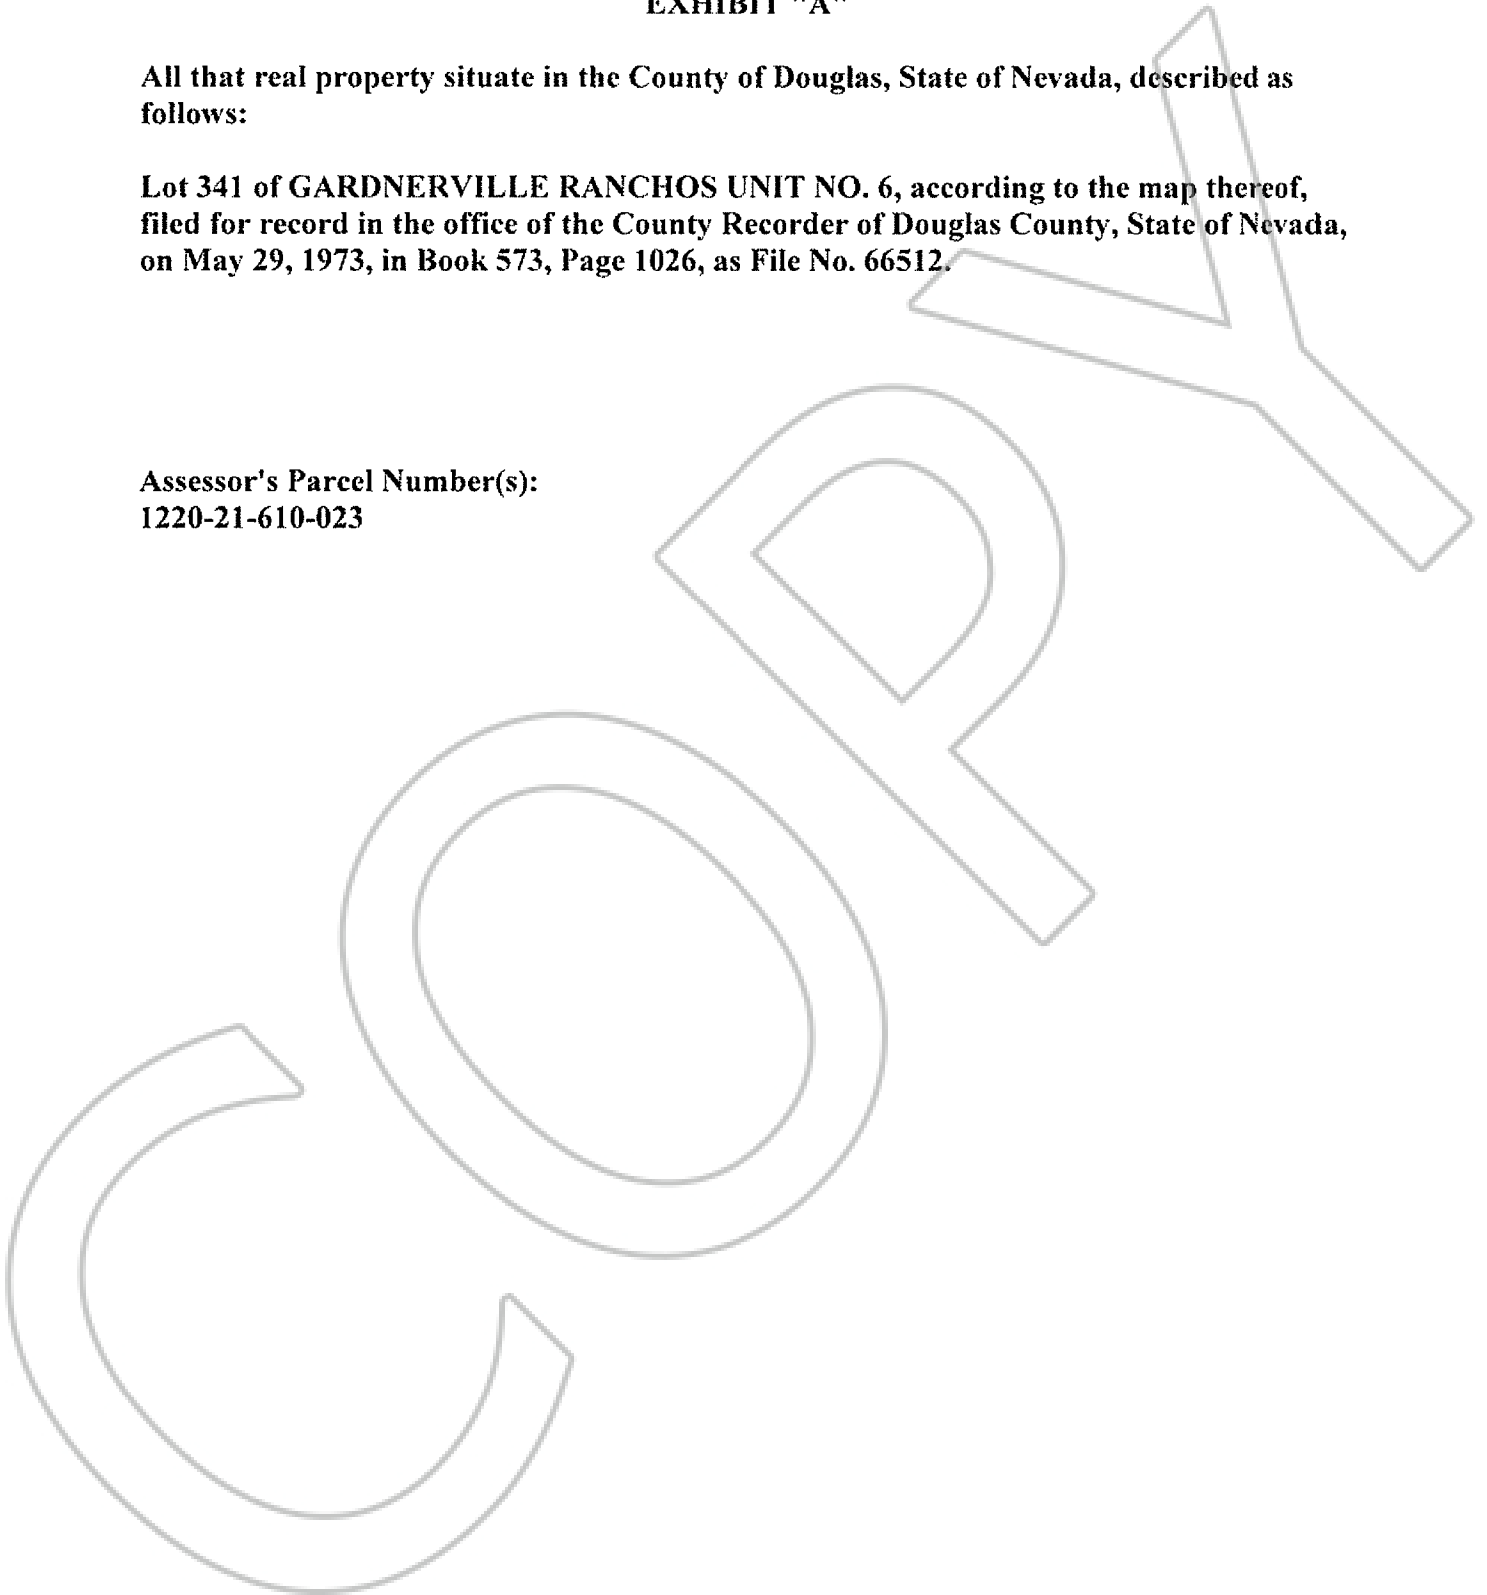 EXHIBIT "A"
All that real property situate in the County of Douglas, State of Nevada, described as
follows:
Lot 341 of GARDNERVILLE RANCHOS UNIT NO. 6, according to the map thereof,
filed for record in the office of the County Recorder of Douglas County, State of Nevada,
on May 29, 1973, in Book 573, Page 1026, as File No. 66512.
Assessor's Parcel Number(s):
1220-21-610-023
COPY